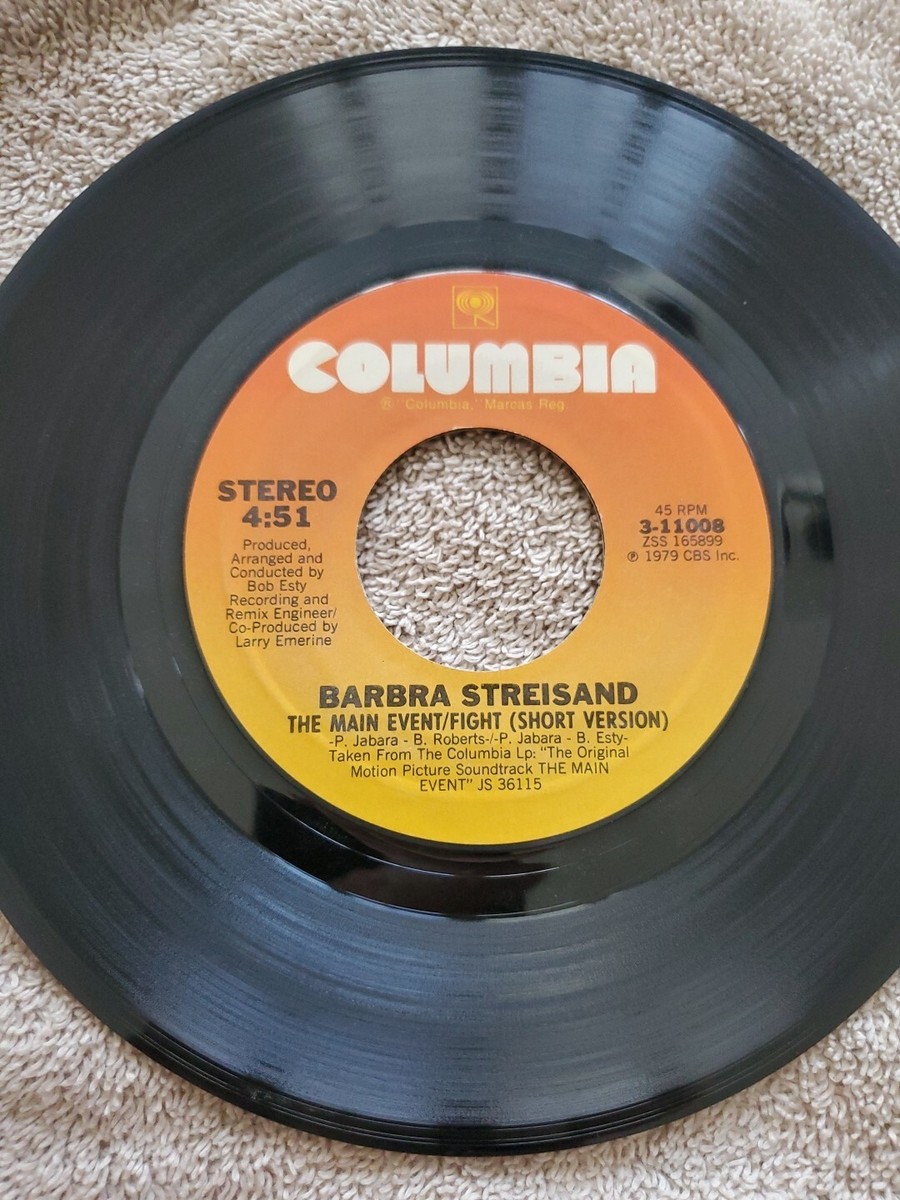 COLUMBIA
® "Columbia," Marcas Reg.
STEREO
4:51
Produced,
Arranged and
Conducted by
Bob Esty
Recording and
Remix Engineer/
Co-Produced by
Larry Emerine
45 RPM
3-11008
ZSS 165899
℗ 1979 CBS Inc.
BARBRA STREISAND
THE MAIN EVENT/FIGHT (SHORT VERSION)
-P. Jabara - B. Roberts-/-P. Jabara - B. Esty-
Taken From The Columbia Lp: "The Original
Motion Picture Soundtrack THE MAIN
EVENT" JS 36115